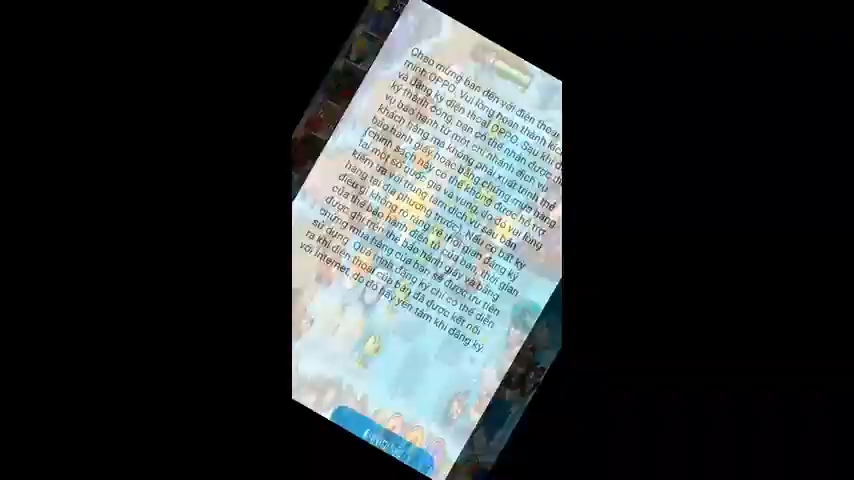 Chào mừng bạn đến với điện thoại
minh OPPO. Vui lòng hoàn thành kíc
và đăng ký điện thoại OPPO. Sau khi đ
ký thành công, bạn có thể nhận được d
vụ bảo hành từ một chi nhánh dịch vụ
khách hàng mà không phải xuất trình thẻ
bảo hành giấy hoặc bằng chứng mua hàng.
(chính sách này có thể không được hỗ trợ
tại một số quốc gia và vùng, do đó vui lòng
kiểm tra với trung tâm dịch vụ sau bán
hàng tại địa phương trước). Nếu có bất kỳ
điều gì không rõ ràng về thời gian đăng ký
của thẻ bảo hành điện tử của bạn, thời gian
được ghi trên thẻ bảo hành giấy và bằng
chứng mua hàng của bạn sẽ được ưu tiên
sử dụng. Quá trình đăng ký chỉ có thể diễn
ra khi điện thoại của bạn đã được kết nối
với Internet, do đó hãy yên tâm khi đăng ký.